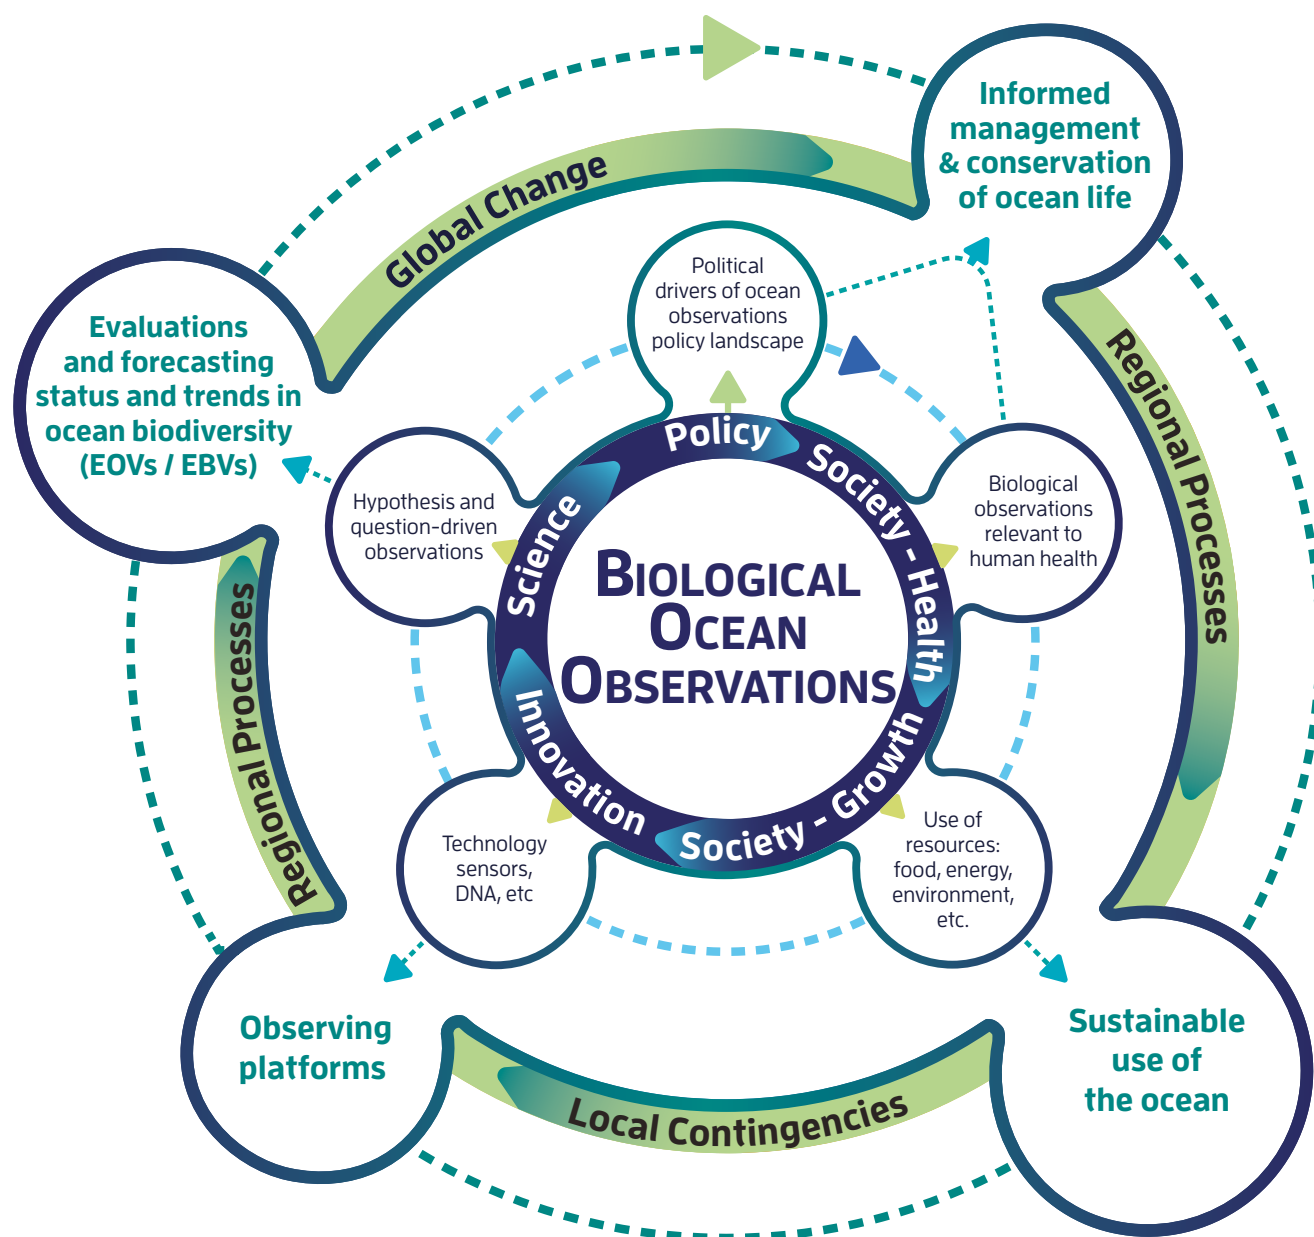 Informed
management
& conservation
of ocean life
Global Change
Evaluations
and forecasting
status and trends in
ocean biodiversity
(EOVs / EBVs)
Political
drivers of ocean
observations
policy landscape
Regional Processes
Policy
Society - Health
Science
Hypothesis and
question-driven
observations
Biological
observations
relevant to
human health
BIOLOGICAL
OCEAN
OBSERVATIONS
Regional Processes
Innovation
Society - Growth
Technology
sensors,
DNA, etc
Use of
resources:
food, energy,
environment,
etc.
Observing
platforms
Sustainable
use of
the ocean
Local Contingencies